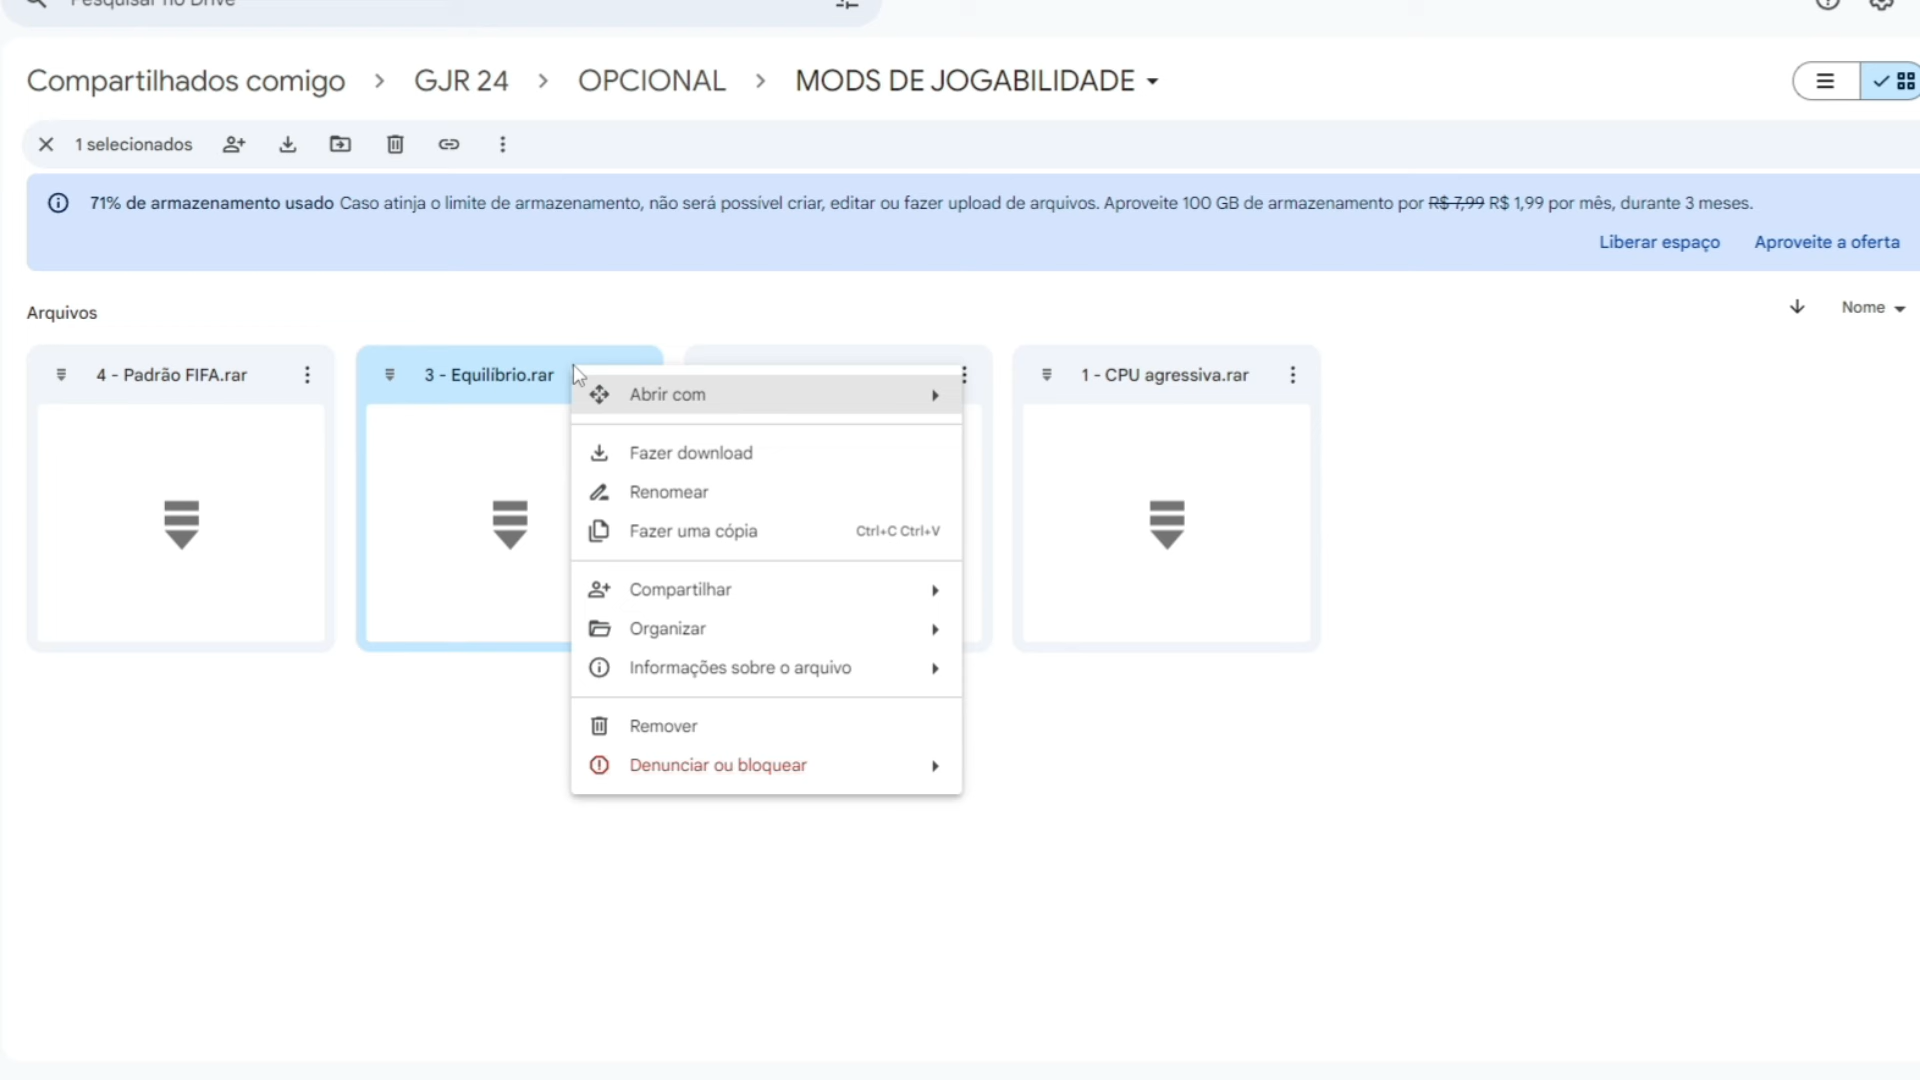 Pesquisar no Drive
Compartilhados comigo > GJR 24 > OPCIONAL > MODS DE JOGABILIDADE
1 selecionados
71% de armazenamento usado Caso atinja o limite de armazenamento, não será possível criar, editar ou fazer upload de arquivos. Aproveite 100 GB de armazenamento por R$ 7,99 R$ 1,99 por mês, durante 3 meses.
Liberar espaço Aproveite a oferta
Arquivos
Nome
4 - Padrão FIFA.rar
3 - Equilíbrio.rar
1 - CPU agressiva.rar
Abrir com
Fazer download
Renomear
Fazer uma cópia Ctrl+C Ctrl+V
Compartilhar
Organizar
Informações sobre o arquivo
Remover
Denunciar ou bloquear